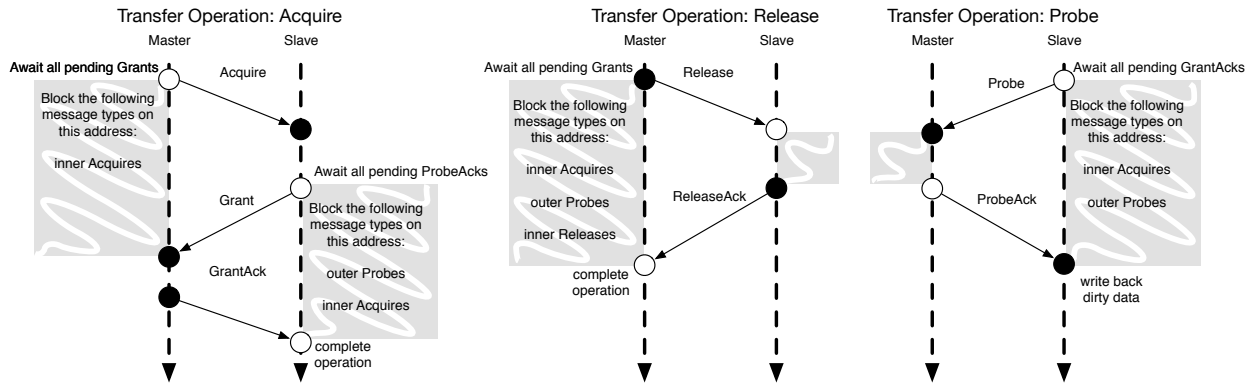 Transfer Operation: Acquire
Master
Slave
Await all pending Grants
Acquire
Block the following
message types on
this address:
inner Acquires
Await all pending ProbeAcks
Grant
Block the following
message types on
this address:
outer Probes
inner Acquires
GrantAck
complete
operation
Transfer Operation: Release
Master
Slave
Await all pending Grants
Release
Block the following
message types on
this address:
inner Acquires
outer Probes
inner Releases
ReleaseAck
complete
operation
Transfer Operation: Probe
Master
Slave
Await all pending GrantAcks
Probe
Block the following
message types on
this address:
inner Acquires
outer Probes
ProbeAck
write back
dirty data